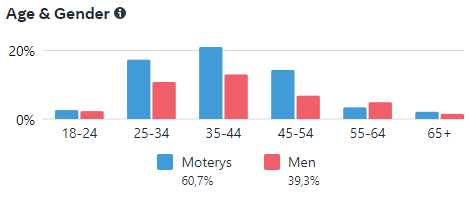 Age & Gender
20%
0%
18-24 25-34 35-44 45-54 55-64 65+
Moterys Men
60,7% 39,3%